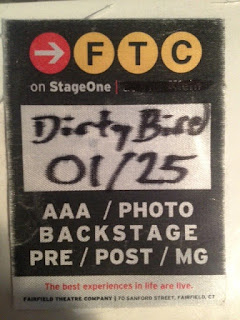 → FTC
on StageOne |
Dirty Bird
01/25
AAA / PHOTO
BACKSTAGE
PRE / POST / MG
The best experiences in life are live.
FAIRFIELD THEATRE COMPANY | 70 SANFORD STREET, FAIRFIELD, CT